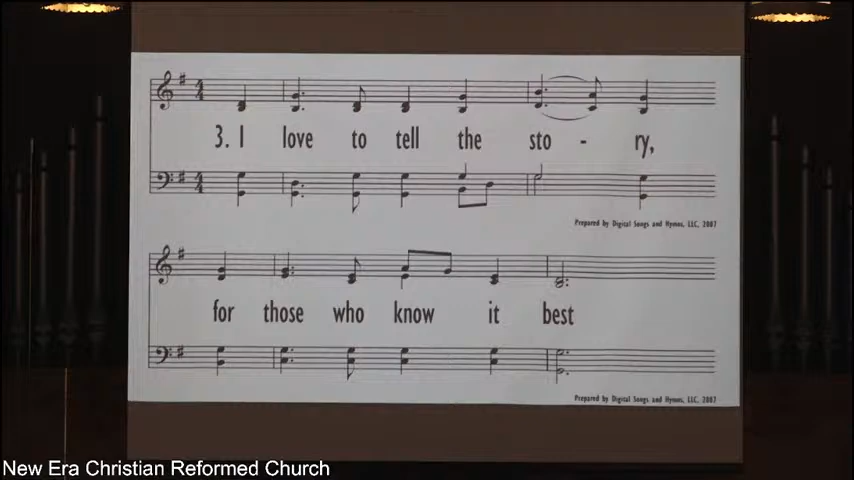 3. I love to tell the sto - ry,
Prepared by Digital Songs and Hymns, LLC, 2007
for those who know it best
Prepared by Digital Songs and Hymns, LLC, 2007
New Era Christian Reformed Church